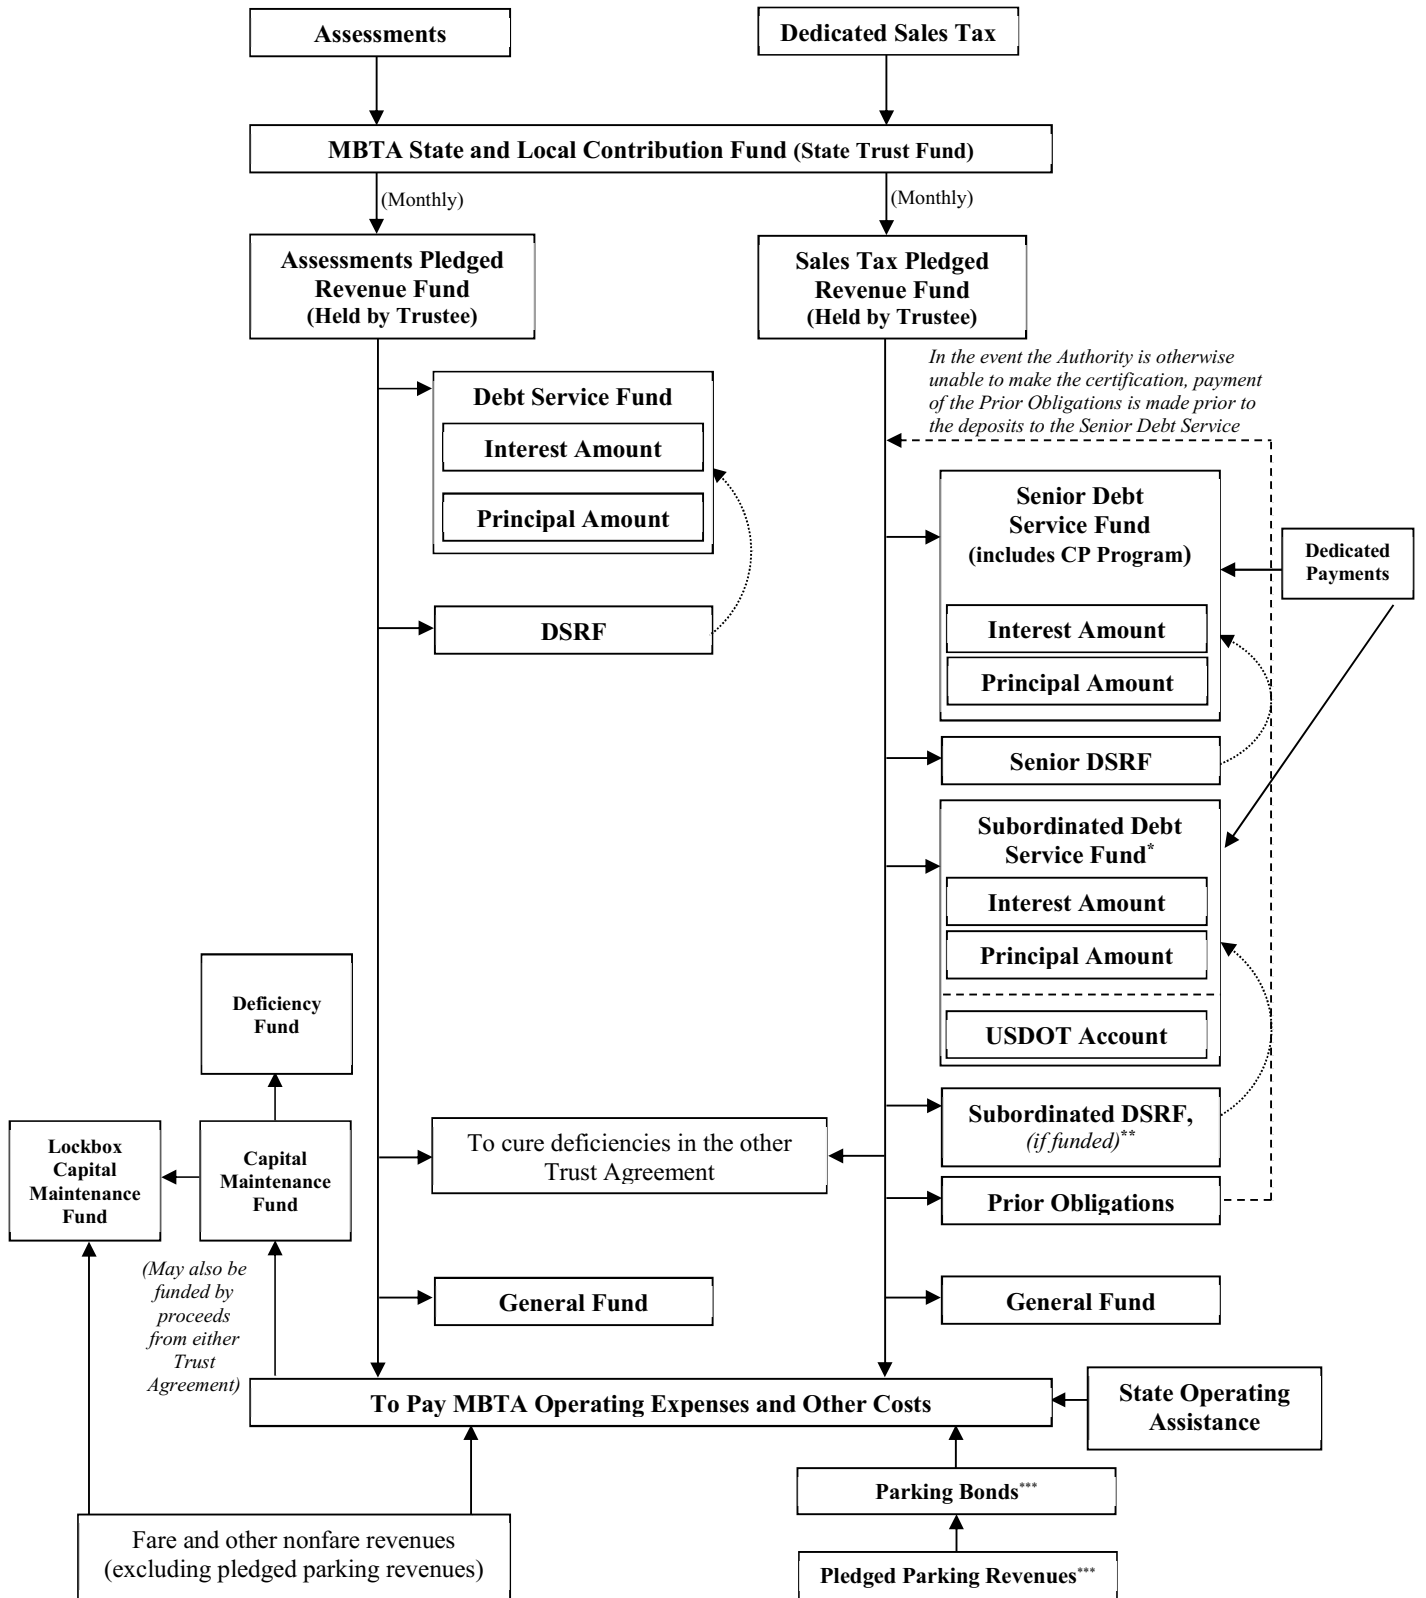 Assessments
Dedicated Sales Tax
MBTA State and Local Contribution Fund (State Trust Fund)
(Monthly)
(Monthly)
Assessments Pledged
Revenue Fund
(Held by Trustee)
Sales Tax Pledged
Revenue Fund
(Held by Trustee)
In the event the Authority is otherwise
unable to make the certification, payment
of the Prior Obligations is made prior to
the deposits to the Senior Debt Service
Debt Service Fund
Interest Amount
Principal Amount
DSRF
Senior Debt
Service Fund
(includes CP Program)
Interest Amount
Principal Amount
Dedicated
Payments
Senior DSRF
Subordinated Debt
Service Fund*
Interest Amount
Principal Amount
USDOT Account
Deficiency
Fund
Subordinated DSRF,
(if funded)**
Lockbox
Capital
Maintenance
Fund
Capital
Maintenance
Fund
To cure deficiencies in the other
Trust Agreement
Prior Obligations
(May also be
funded by
proceeds
from either
Trust
Agreement)
General Fund
General Fund
To Pay MBTA Operating Expenses and Other Costs
State Operating
Assistance
Parking Bonds***
Fare and other nonfare revenues
(excluding pledged parking revenues)
Pledged Parking Revenues***